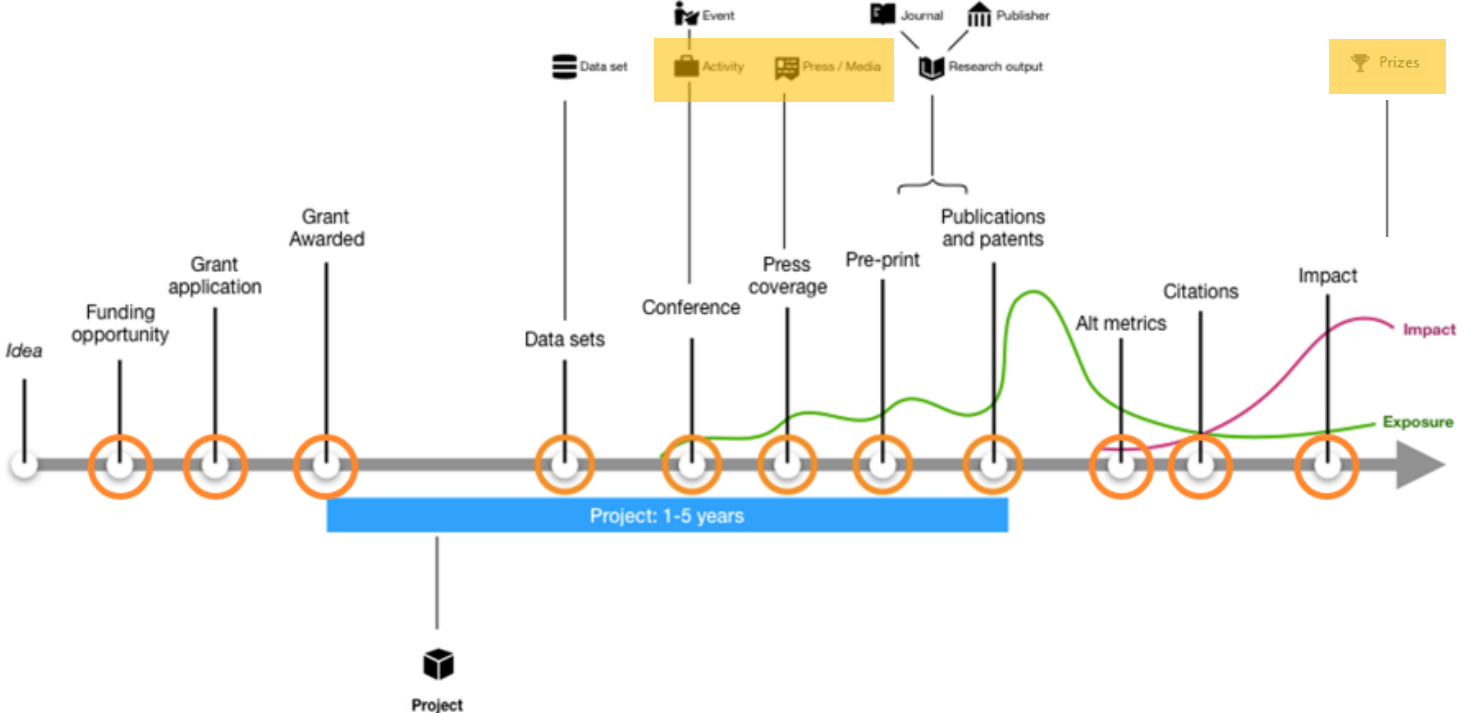 Event
Journal
Publisher
Data set
Activity
Press / Media
Research output
Prizes
Grant
Awarded
Publications
and patents
Grant
application
Press
coverage
Pre-print
Impact
Funding
opportunity
Conference
Citations
Alt metrics
Idea
Data sets
Impact
Exposure
Project: 1-5 years
Project